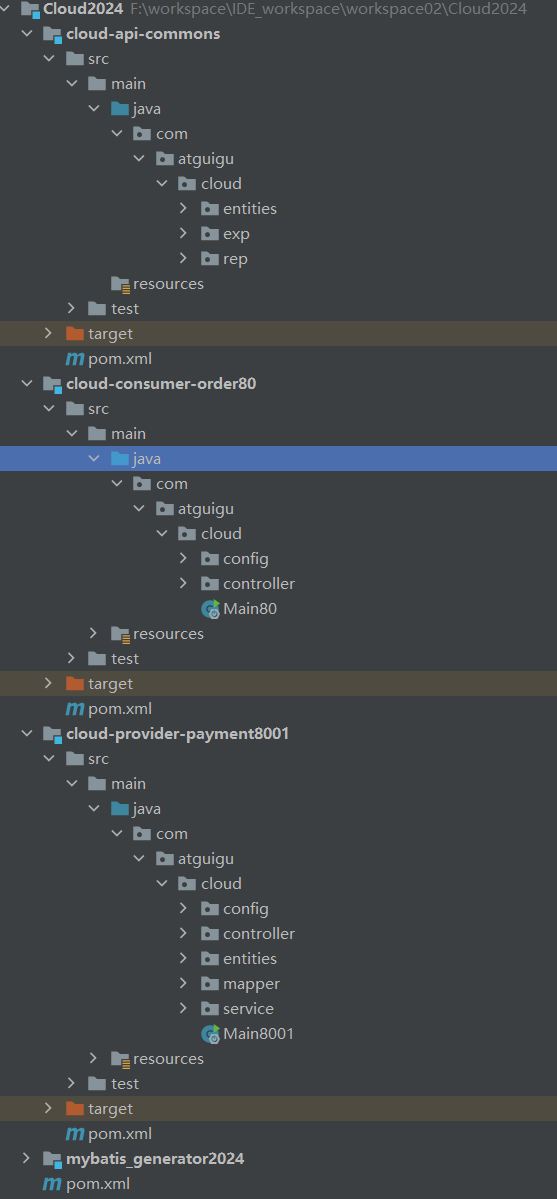 Cloud2024 F:\workspace\IDE_workspace\workspace02\Cloud2024
cloud-api-commons
src
main
java
com
atguigu
cloud
entities
exp
rep
resources
test
target
pom.xml
cloud-consumer-order80
src
main
java
com
atguigu
cloud
config
controller
Main80
resources
test
target
pom.xml
cloud-provider-payment8001
src
main
java
com
atguigu
cloud
config
controller
entities
mapper
service
Main8001
resources
test
target
pom.xml
mybatis_generator2024
pom.xml